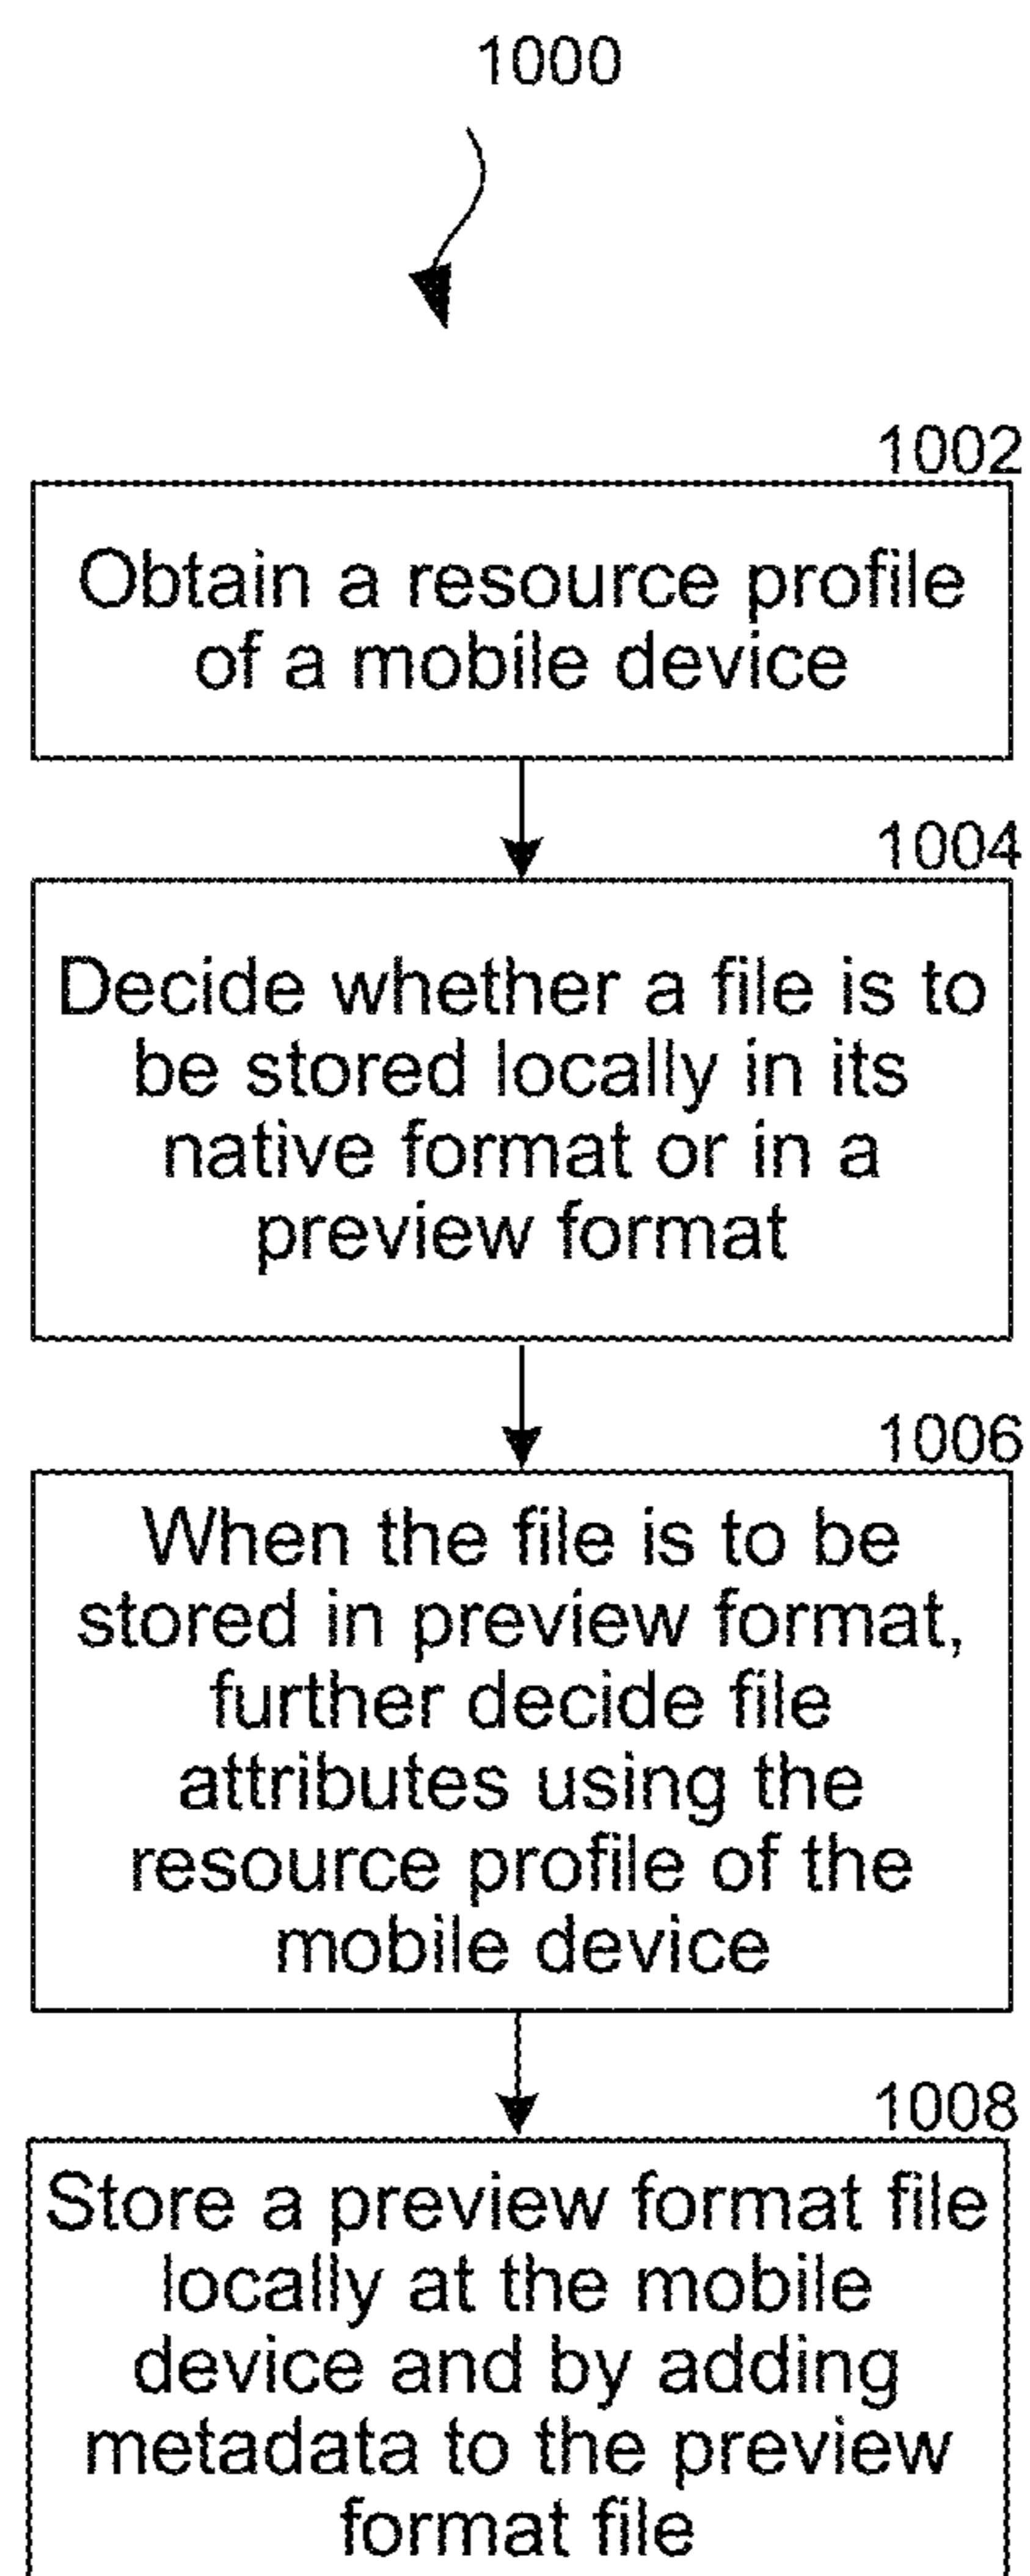 1000
1002
Obtain a resource profile
of a mobile device
1004
Decide whether a file is to
be stored locally in its
native format or in a
preview format
1006
When the file is to be
stored in preview format,
further decide file
attributes using the
resource profile of the
mobile device
1008
Store a preview format file
locally at the mobile
device and by adding
metadata to the preview
format file